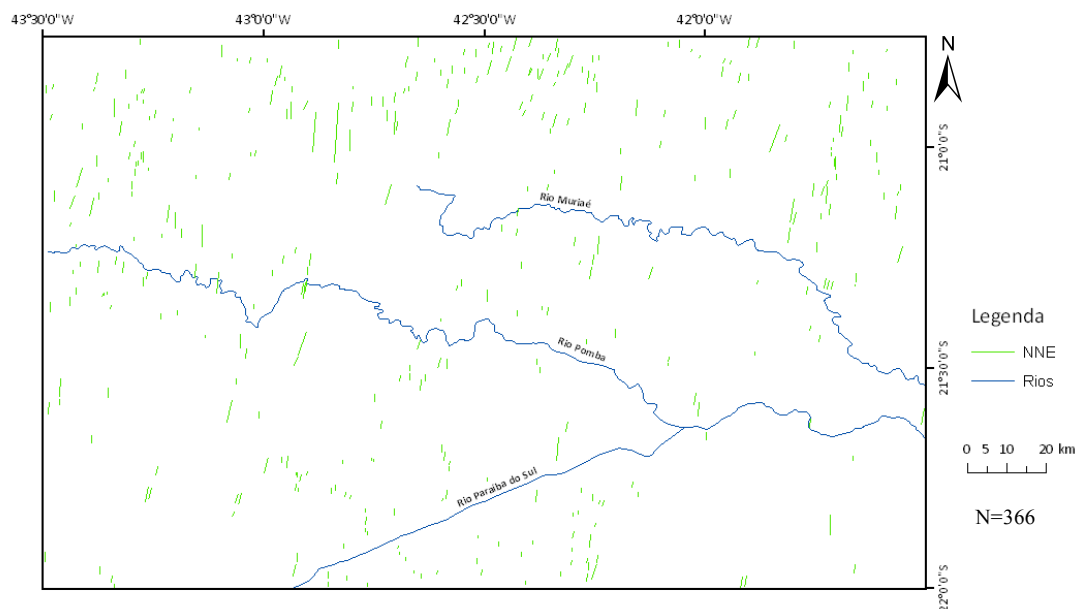 43°30'0"W 43°0'0"W 42°30'0"W 42°0'0"W
N
21°0'0"S
Rio Muriaé
Legenda
Rio Pomba
NNE
21°30'0"S
Rios
0 5 10 20 km
Rio Paraíba do Sul
N=366
22°0'0"S